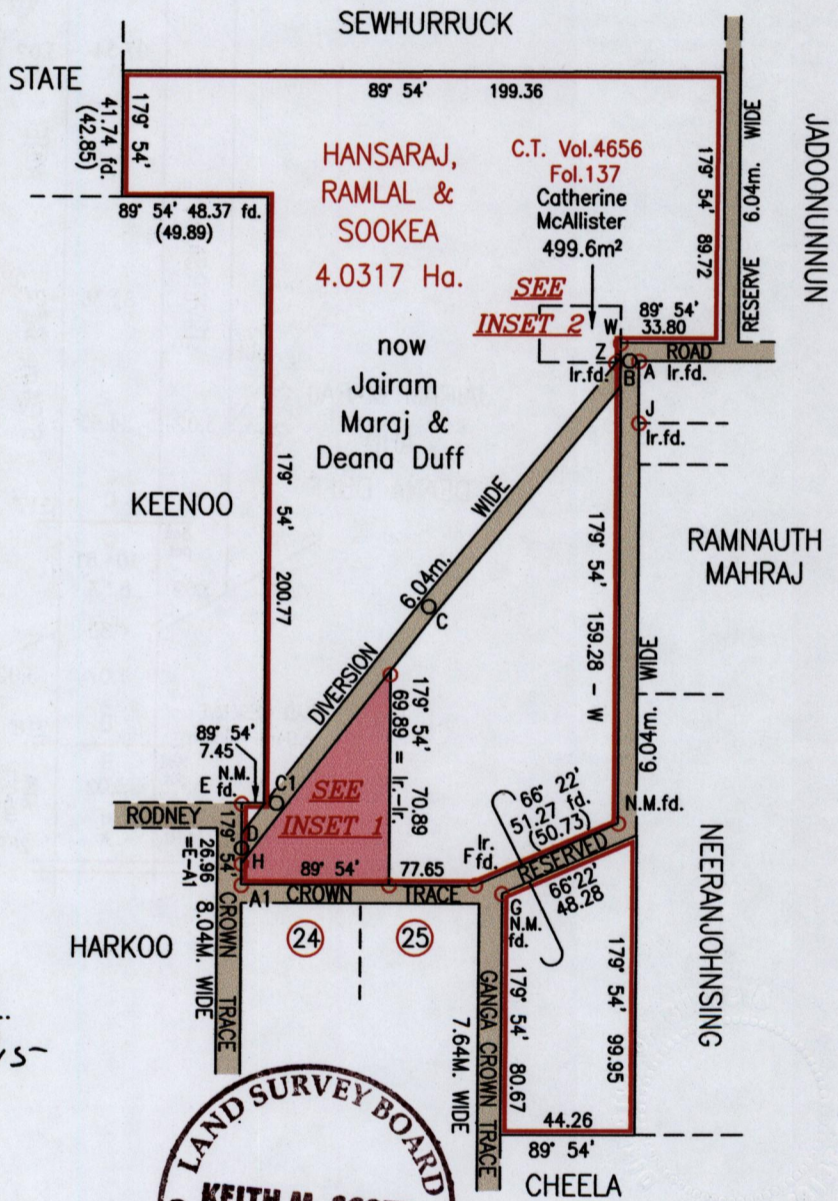 SEWHURRUCK
STATE
179° 54'
41.74 fd.
(42.85)
89° 54' 199.36
89° 54' 48.37 fd.
(49.89)
HANSARAJ,
RAMLAL &
SOOKEA
4.0317 Ha.
C.T. Vol.4656
Fol.137
Catherine
McAllister
499.6m²
179° 54' 89.72
RESERVE 6.04m. WIDE
JADOONUNNUN
SEE
INSET 2
89° 54'
33.80
W
Z
Ir.fd.
B
A
Ir.fd.
ROAD
J
Ir.fd.
now
Jairam
Maraj &
Deana Duff
KEENOO
179° 54' 200.77
DIVERSION 6.04m. WIDE
C
179° 54' 159.28 - W
RAMNAUTH
MAHRAJ
6.04m. WIDE
179° 54' 70.89
69.89 = Ir.-Ir.
89° 54'
7.45
E
N.M.
fd.
C1
RODNEY
D
H
SEE
INSET 1
179° 54'
26.96
=E-A1
89° 54' 77.65
A1
CROWN TRACE
66° 22'
51.27 fd.
(50.73)
Ir.
F fd.
RESERVED
N.M.fd.
66°22'
48.28
G
N.M.
fd.
NEERANJOHNSING
HARKOO
CROWN TRACE
8.04M. WIDE
24
25
GANGA CROWN TRACE
7.64M. WIDE
179° 54' 80.67
179° 54' 99.95
44.26
89° 54'
CHEELA
LAND SURVEY BOARD
KEITH M.